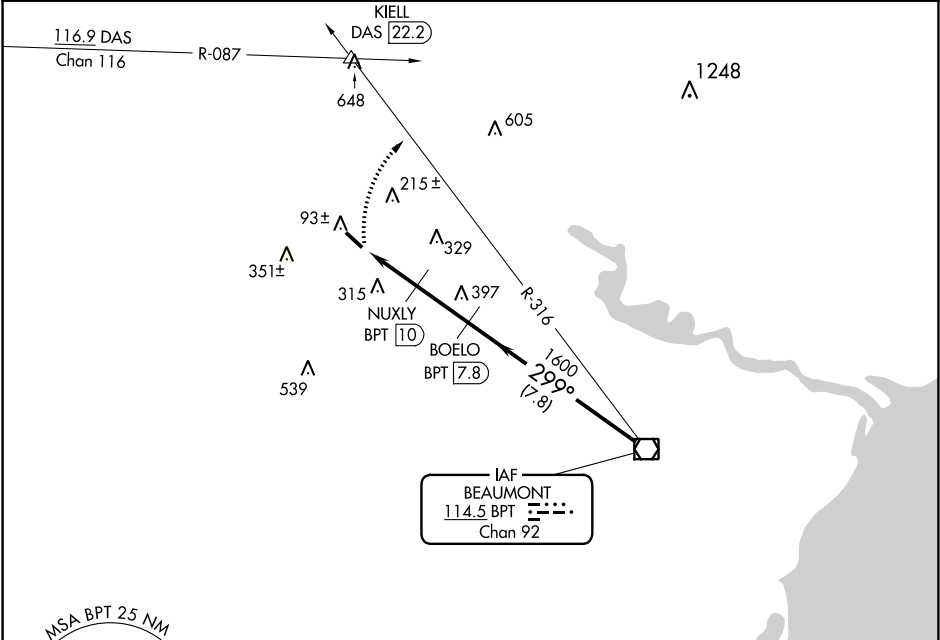 KIELL
DAS 22.2
116.9 DAS
Chan 116
R-087
648
1248
605
215±
93±
329
351±
315
397
NUXLY
BPT 10
R-316
BOELO
BPT 7.8
1600
299°
(7.8)
539
IAF
BEAUMONT
114.5 BPT
Chan 92
MSA BPT 25 NM